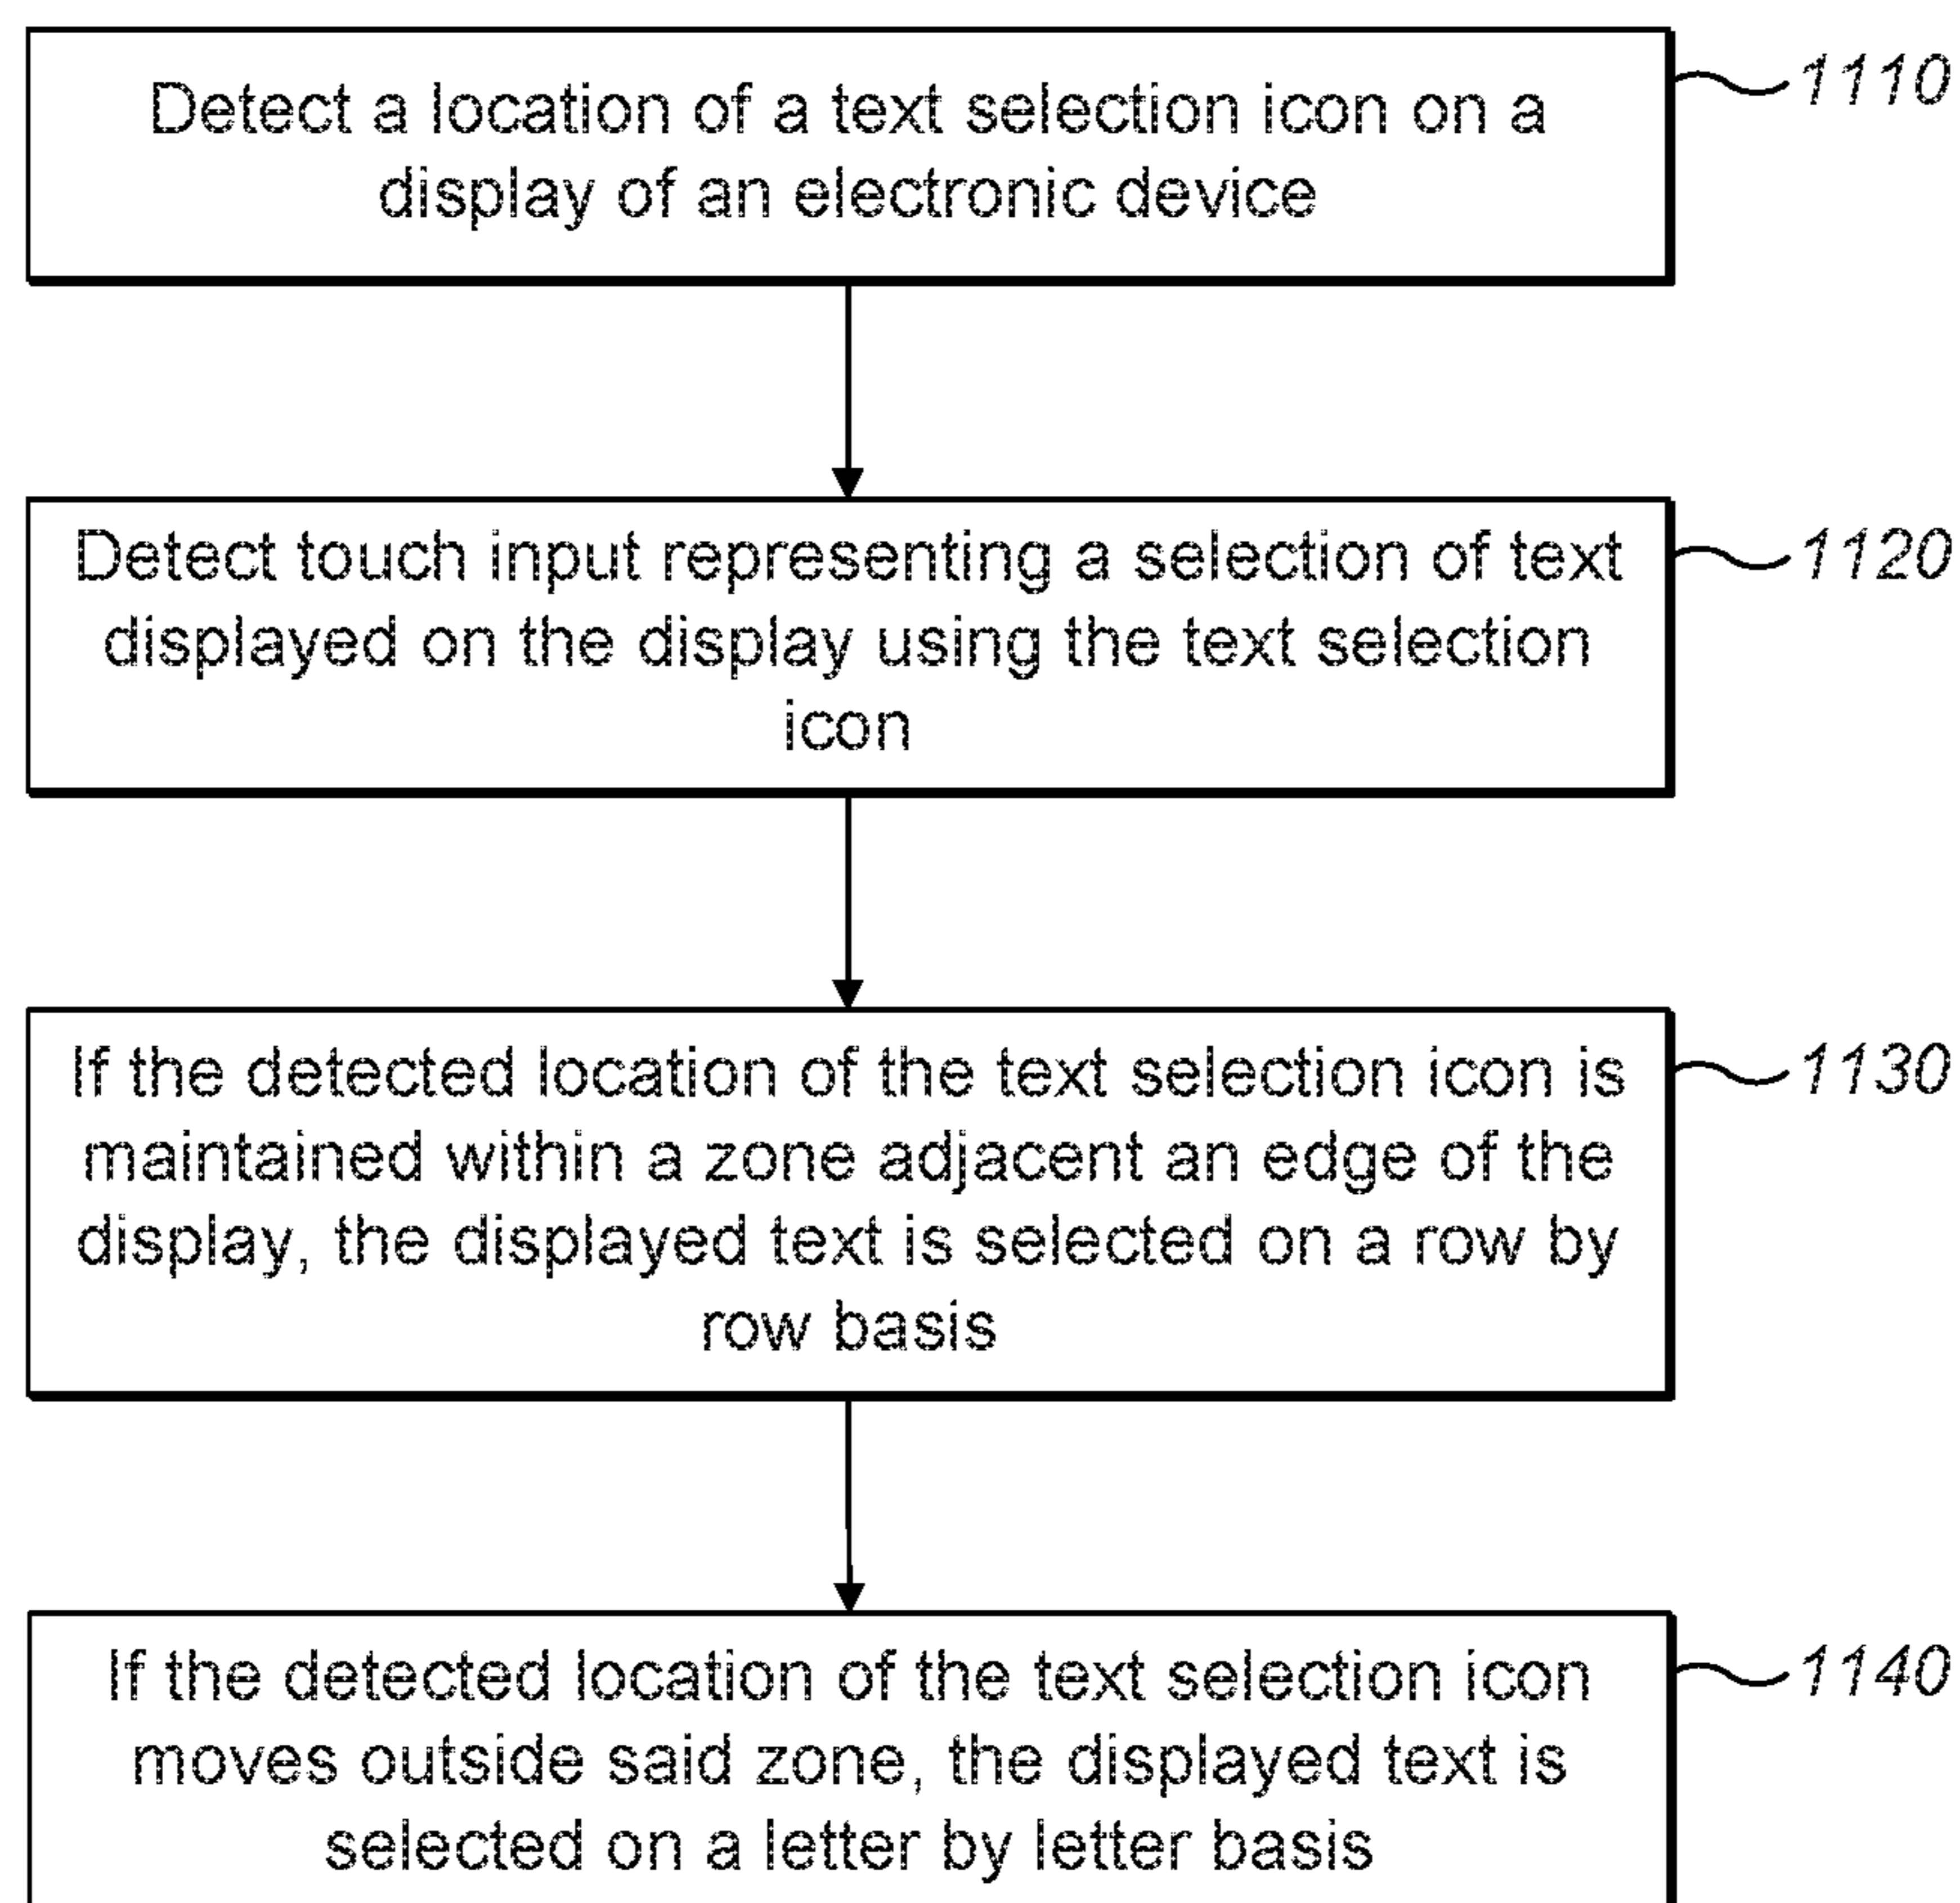 Detect a location of a text selection icon on a
display of an electronic device
1110
Detect touch input representing a selection of text
displayed on the display using the text selection
icon
1120
If the detected location of the text selection icon is
maintained within a zone adjacent an edge of the
display, the displayed text is selected on a row by
row basis
1130
If the detected location of the text selection icon
moves outside said zone, the displayed text is
selected on a letter by letter basis
1140